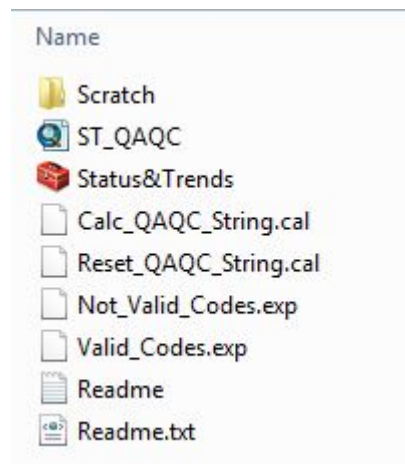 Name
Scratch
ST_QAQC
Status&Trends
Calc_QAQC_String.cal
Reset_QAQC_String.cal
Not_Valid_Codes.exp
Valid_Codes.exp
Readme
Readme.txt